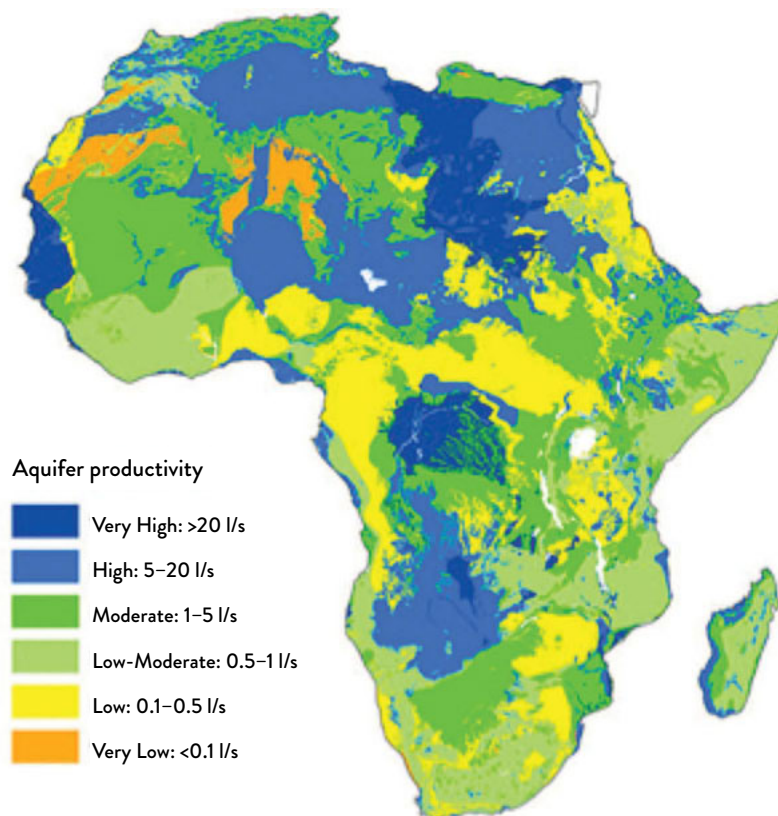 Aquifer productivity
Very High: >20 l/s
High: 5–20 l/s
Moderate: 1–5 l/s
Low-Moderate: 0.5–1 l/s
Low: 0.1–0.5 l/s
Very Low: <0.1 l/s